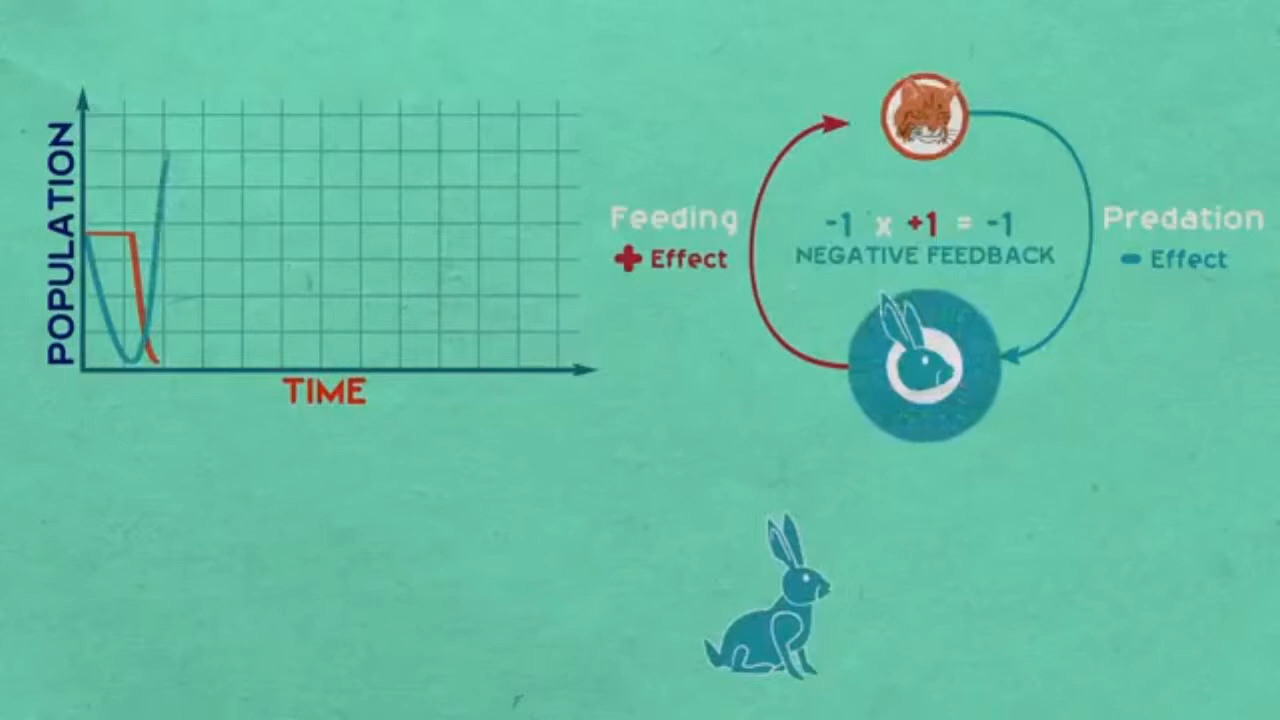 POPULATION
TIME
Feeding
+ Effect
-1 x +1 = -1
NEGATIVE FEEDBACK
Predation
- Effect